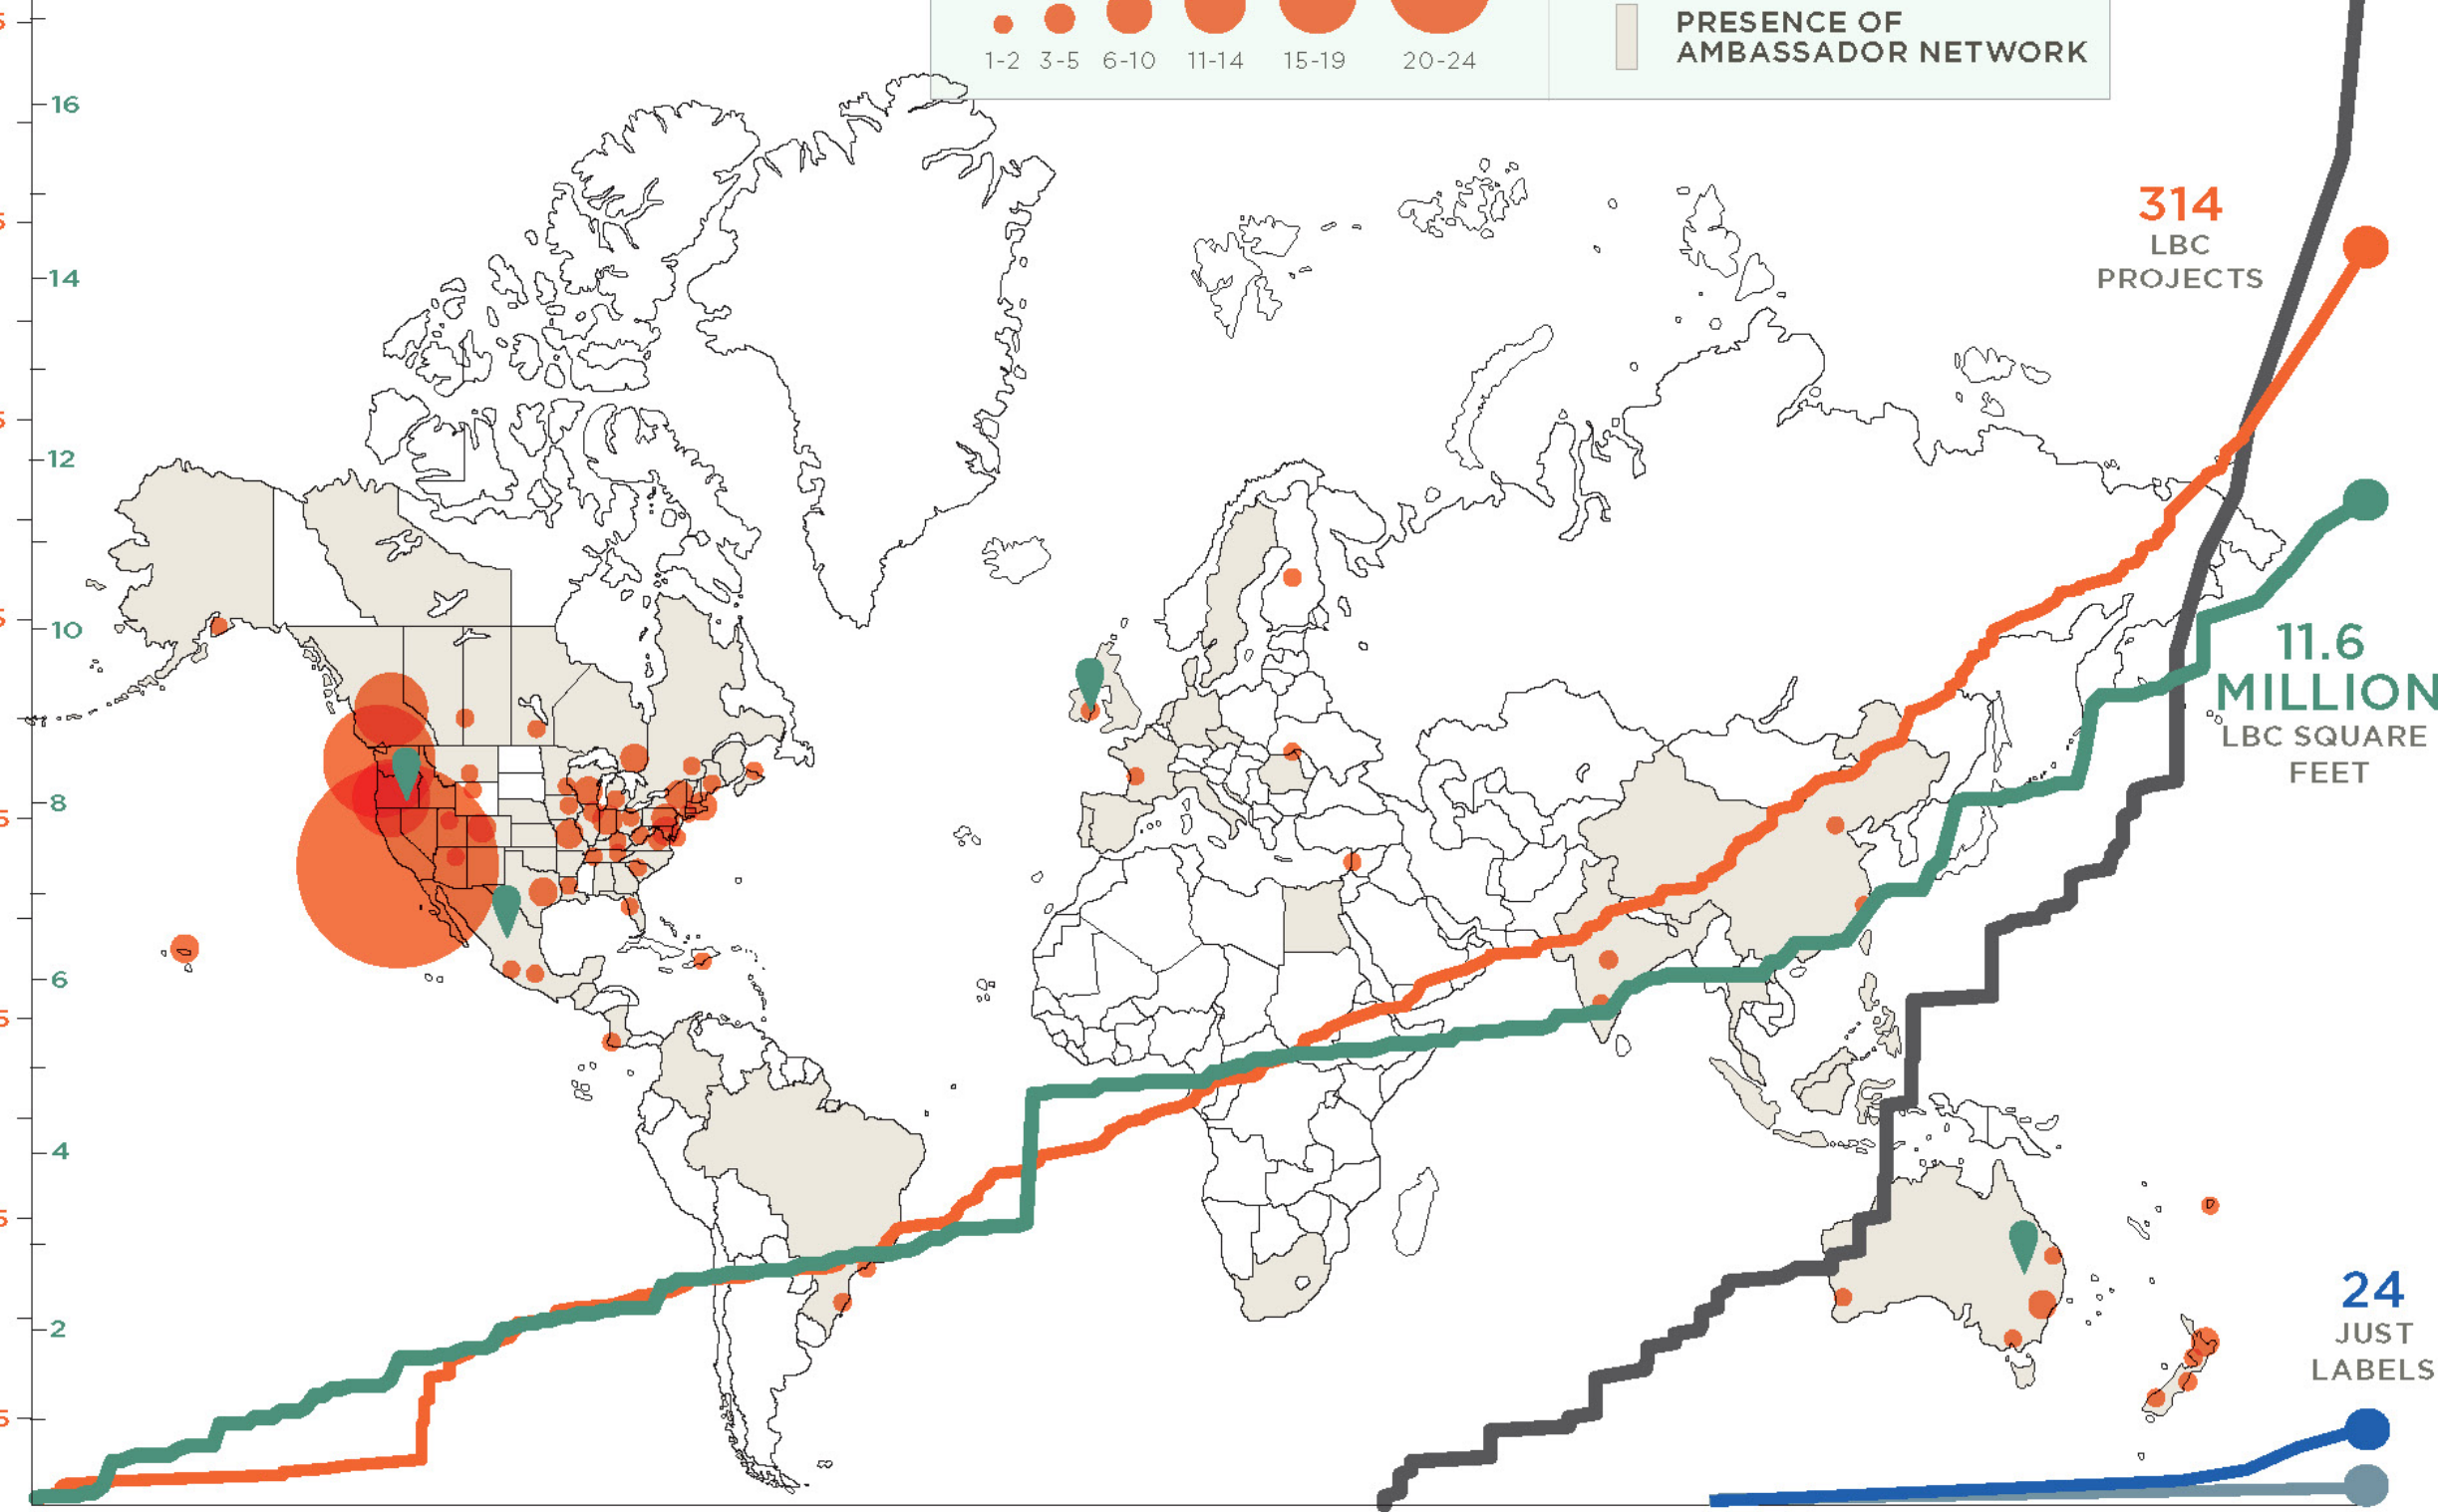 PRESENCE OF
AMBASSADOR NETWORK
1-2 3-5 6-10 11-14 15-19 20-24
16
14
12
10
8
6
4
2
314
LBC
PROJECTS
11.6
MILLION
LBC SQUARE
FEET
24
JUST
LABELS